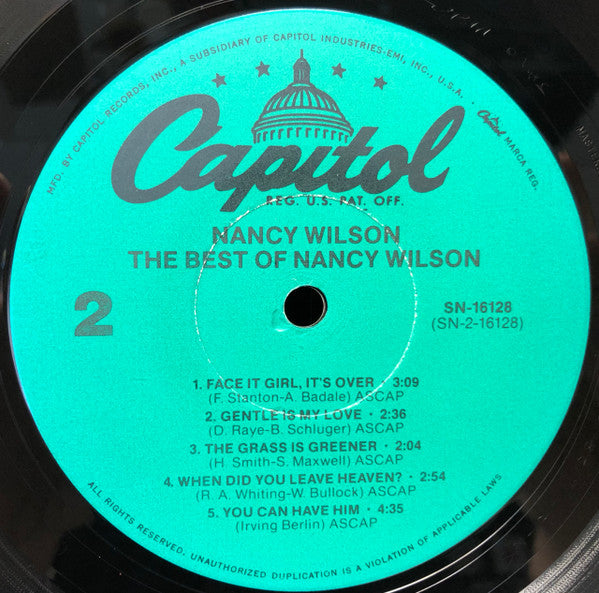 MFD. BY CAPITOL RECORDS, INC., A SUBSIDIARY OF CAPITOL INDUSTRIES-EMI, INC., U.S.A.
Capitol MARCA REG.
Capitol
REG. U.S. PAT. OFF.
NANCY WILSON
THE BEST OF NANCY WILSON
2
SN-16128
(SN-2-16128)
1. FACE IT GIRL, IT'S OVER · 3:09
(F. Stanton-A. Badale) ASCAP
2. GENTLE IS MY LOVE · 2:36
(D. Raye-B. Schluger) ASCAP
3. THE GRASS IS GREENER · 2:04
(H. Smith-S. Maxwell) ASCAP
4. WHEN DID YOU LEAVE HEAVEN? · 2:54
(R. A. Whiting-W. Bullock) ASCAP
5. YOU CAN HAVE HIM · 4:35
(Irving Berlin) ASCAP
ALL RIGHTS RESERVED. UNAUTHORIZED DUPLICATION IS A VIOLATION OF APPLICABLE LAWS